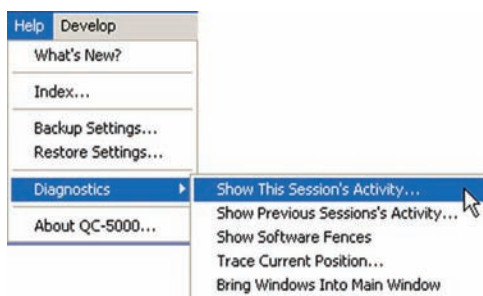 Help Develop
What's New?
Index...
Backup Settings...
Restore Settings...
Diagnostics
About QC-5000...
Show This Session's Activity...
Show Previous Sessions's Activity...
Show Software Fences
Trace Current Position...
Bring Windows Into Main Window